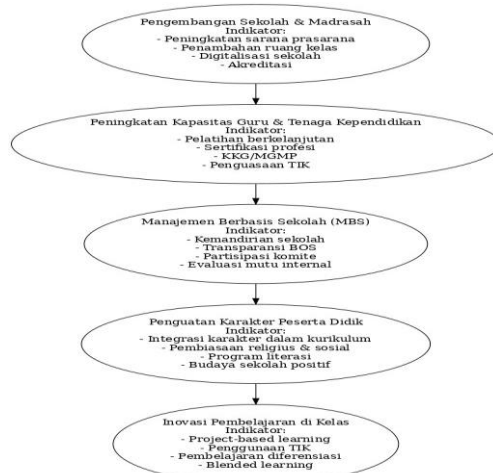 Pengembangan Sekolah & Madrasah
Indikator:
- Peningkatan sarana prasarana
- Penambahan ruang kelas
- Digitalisasi sekolah
- Akreditasi
Peningkatan Kapasitas Guru & Tenaga Kependidikan
Indikator:
- Pelatihan berkelanjutan
- Sertifikasi profesi
- KKG/MGMP
- Penguasaan TIK
Manajemen Berbasis Sekolah (MBS)
Indikator:
- Kemandirian sekolah
- Transparansi BOS
- Partisipasi komite
- Evaluasi mutu internal
Penguatan Karakter Peserta Didik
Indikator:
- Integrasi karakter dalam kurikulum
- Pembiasaan religius & sosial
- Program literasi
- Budaya sekolah positif
Inovasi Pembelajaran di Kelas
Indikator:
- Project-based learning
- Penggunaan TIK
- Pembelajaran diferensiasi
- Blended learning